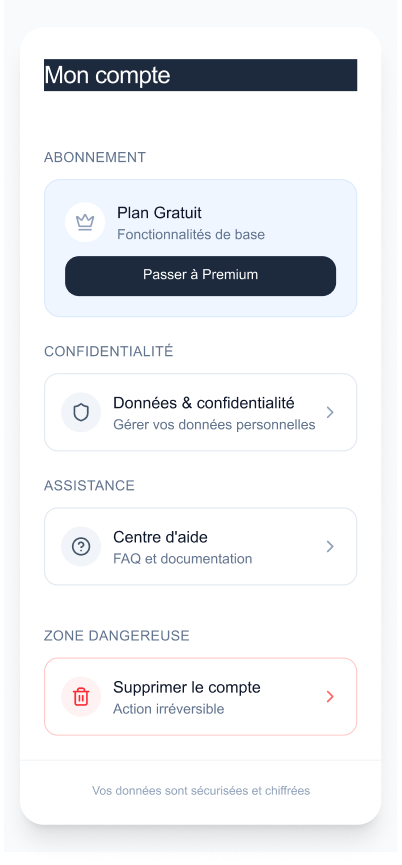 Mon compte
ABONNEMENT
Plan Gratuit
Fonctionnalités de base
Passer à Premium
CONFIDENTIALITÉ
Données & confidentialité
Gérer vos données personnelles
ASSISTANCE
Centre d'aide
FAQ et documentation
ZONE DANGEREUSE
Supprimer le compte
Action irréversible
Vos données sont sécurisées et chiffrées